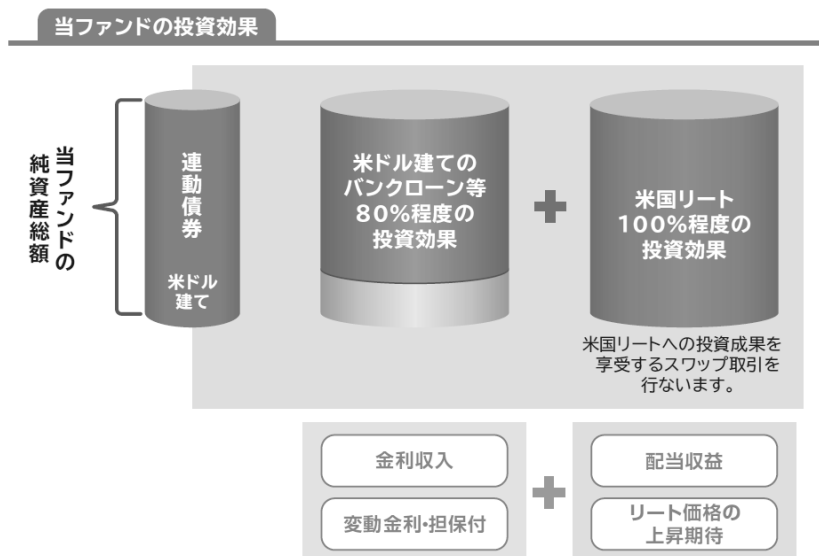 当ファンドの投資効果
当ファンドの
純資産総額
連動債券
米ドル
建て
米ドル建ての
バンクローン等
80%程度の
投資効果
米国リート
100%程度の
投資効果
米国リートへの投資成果を
享受するスワップ取引を
行ないます。
金利収入
変動金利・担保付
配当収益
リート価格の
上昇期待